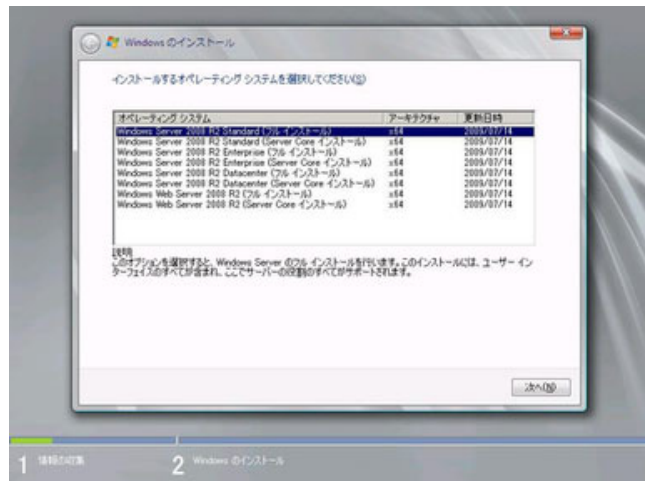 Windows のインストール
インストールするオペレーティング システムを選択してください(S)
オペレーティング システム アーキテクチャ 更新日時
Windows Server 2008 R2 Standard (フル インストール) x64 2009/07/14
Windows Server 2008 R2 Standard (Server Core インストール) x64 2009/07/14
Windows Server 2008 R2 Enterprise (フル インストール) x64 2009/07/14
Windows Server 2008 R2 Enterprise (Server Core インストール) x64 2009/07/14
Windows Server 2008 R2 Datacenter (フル インストール) x64 2009/07/14
Windows Server 2008 R2 Datacenter (Server Core インストール) x64 2009/07/14
Windows Web Server 2008 R2 (フル インストール) x64 2009/07/14
Windows Web Server 2008 R2 (Server Core インストール) x64 2009/07/14
説明
このオプションを選択すると、Windows Server のフル インストールを行います。このインストールには、ユーザー イン
ターフェイスのすべてが含まれ、ここでサーバーの役割のすべてがサポートされます。
次へ(N)
1 情報の収集
2 Windows のインストール